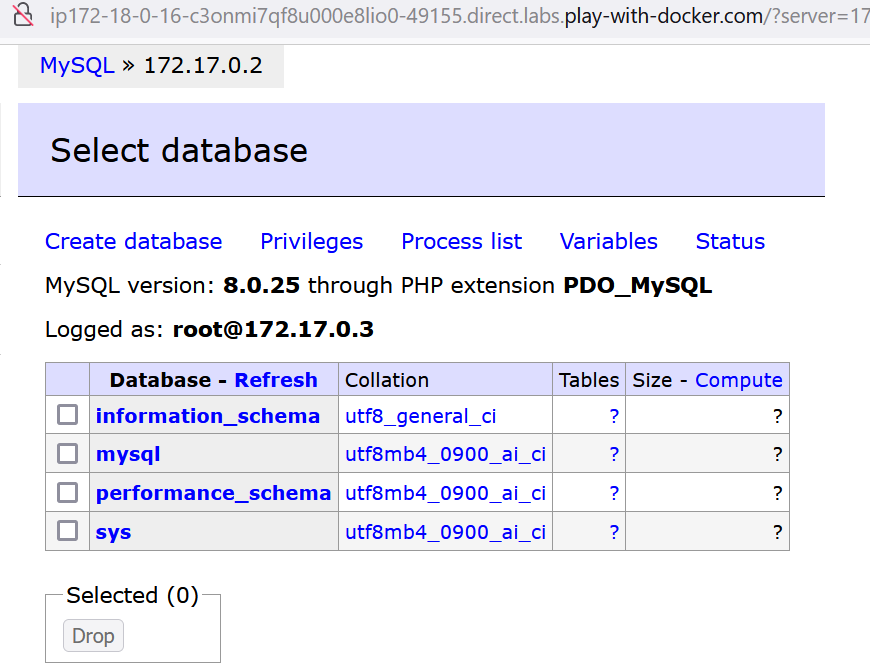 ip172-18-0-16-c3onmi7qf8u000e8lio0-49155.direct.labs.play-with-docker.com/?server=17
MySQL » 172.17.0.2
Select database
Create database Privileges Process list Variables Status
MySQL version: 8.0.25 through PHP extension PDO_MySQL
Logged as: root@172.17.0.3
Database - Refresh Collation Tables Size - Compute
information_schema utf8_general_ci ? ?
mysql utf8mb4_0900_ai_ci ? ?
performance_schema utf8mb4_0900_ai_ci ? ?
sys utf8mb4_0900_ai_ci ? ?
Selected (0)
Drop